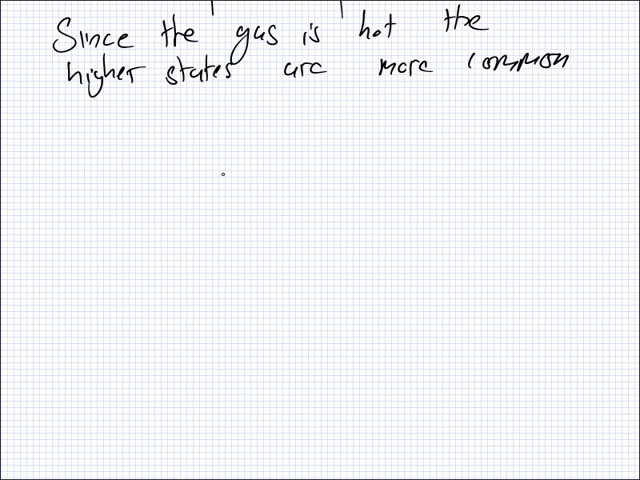 Since the gas is hot the
higher states are more common